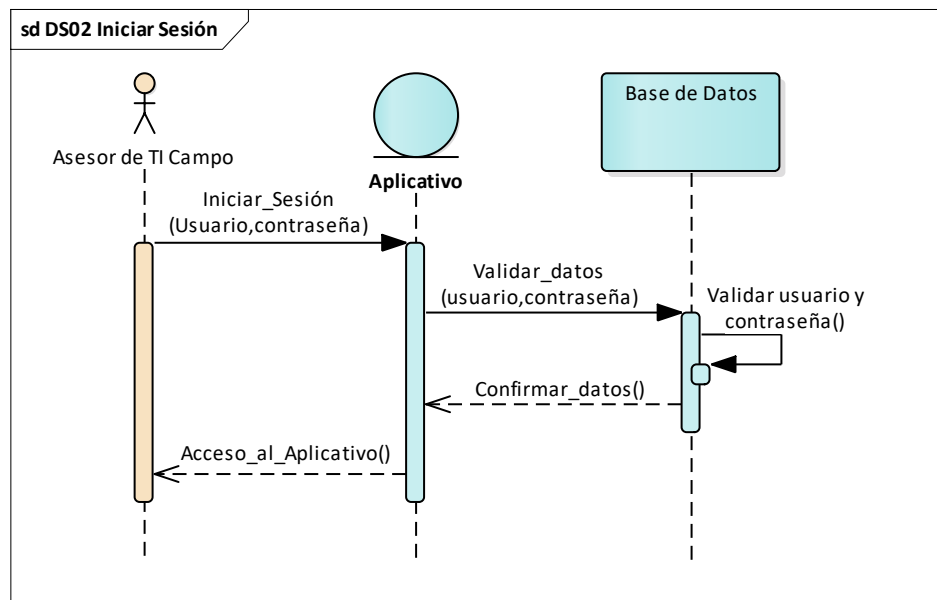 sd DS02 Iniciar Sesión
Base de Datos
Asesor de TI Campo
Aplicativo
Iniciar_Sesión
(Usuario,contraseña)
Validar_datos
(usuario,contraseña)
Validar usuario y
contraseña()
Confirmar_datos()
Acceso_al_Aplicativo()